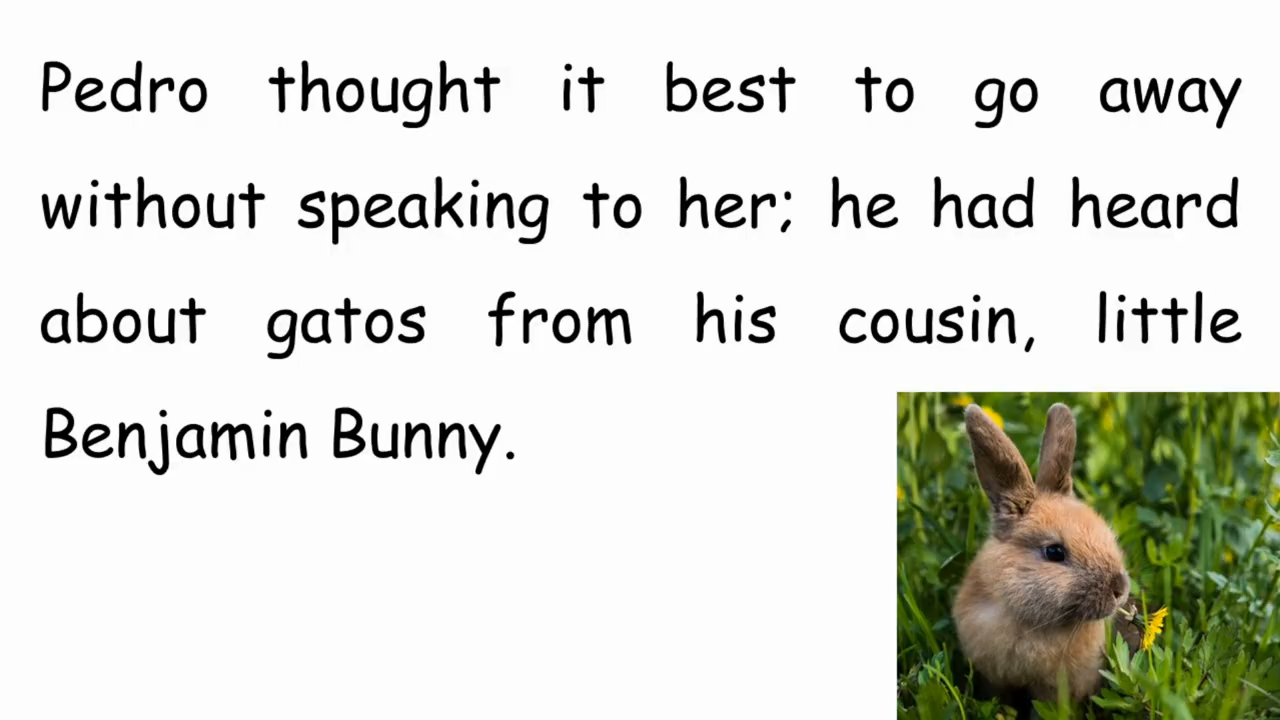 Pedro thought it best to go away
without speaking to her; he had heard
about gatos from his cousin, little
Benjamin Bunny.